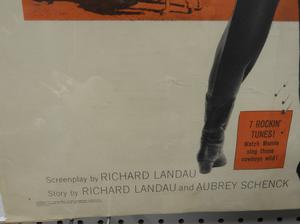 7 ROCKIN'
TUNES!
Watch Mamie
sing those
cowboys wild!
Screenplay by RICHARD LANDAU
Story by RICHARD LANDAU and AUBREY SCHENCK